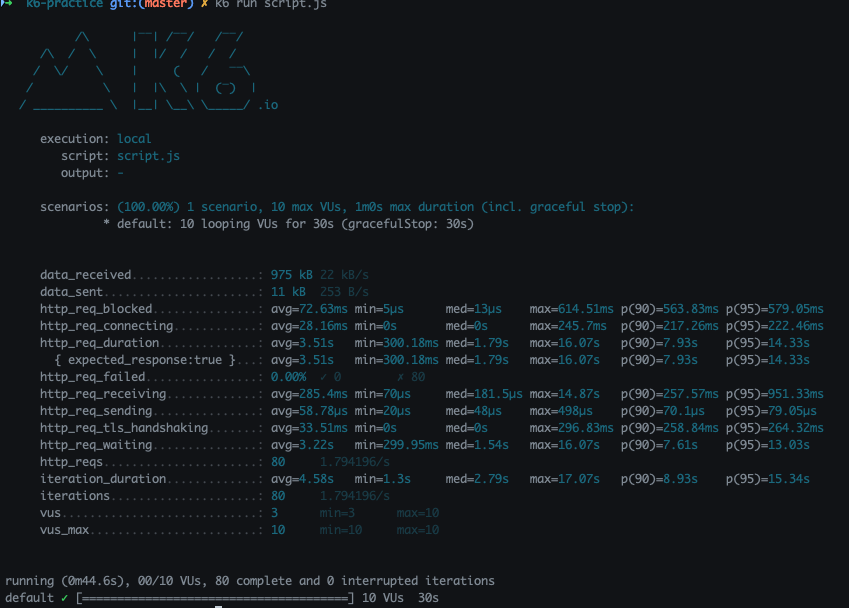 k6-practice git:(master) ✗ k6 run script.js
.io
execution: local
script: script.js
output: -
scenarios: (100.00%) 1 scenario, 10 max VUs, 1m0s max duration (incl. graceful stop):
* default: 10 looping VUs for 30s (gracefulStop: 30s)
data_received..................: 975 kB 22 kB/s
data_sent......................: 11 kB 253 B/s
http_req_blocked...............: avg=72.63ms min=5µs med=13µs max=614.51ms p(90)=563.83ms p(95)=579.05ms
http_req_connecting............: avg=28.16ms min=0s med=0s max=245.7ms p(90)=217.26ms p(95)=222.46ms
http_req_duration..............: avg=3.51s min=300.18ms med=1.79s max=16.07s p(90)=7.93s p(95)=14.33s
{ expected_response:true }...: avg=3.51s min=300.18ms med=1.79s max=16.07s p(90)=7.93s p(95)=14.33s
http_req_failed................: 0.00% ✓ 0 ✗ 80
http_req_receiving.............: avg=285.4ms min=70µs med=181.5µs max=14.87s p(90)=257.57ms p(95)=951.33ms
http_req_sending...............: avg=58.78µs min=20µs med=48µs max=498µs p(90)=70.1µs p(95)=79.05µs
http_req_tls_handshaking.......: avg=33.51ms min=0s med=0s max=296.83ms p(90)=258.84ms p(95)=264.32ms
http_req_waiting...............: avg=3.22s min=299.95ms med=1.54s max=16.07s p(90)=7.61s p(95)=13.03s
http_reqs......................: 80 1.794196/s
iteration_duration.............: avg=4.58s min=1.3s med=2.79s max=17.07s p(90)=8.93s p(95)=15.34s
iterations.....................: 80 1.794196/s
vus............................: 3 min=3 max=10
vus_max........................: 10 min=10 max=10
running (0m44.6s), 00/10 VUs, 80 complete and 0 interrupted iterations
default ✓ [======================================] 10 VUs 30s